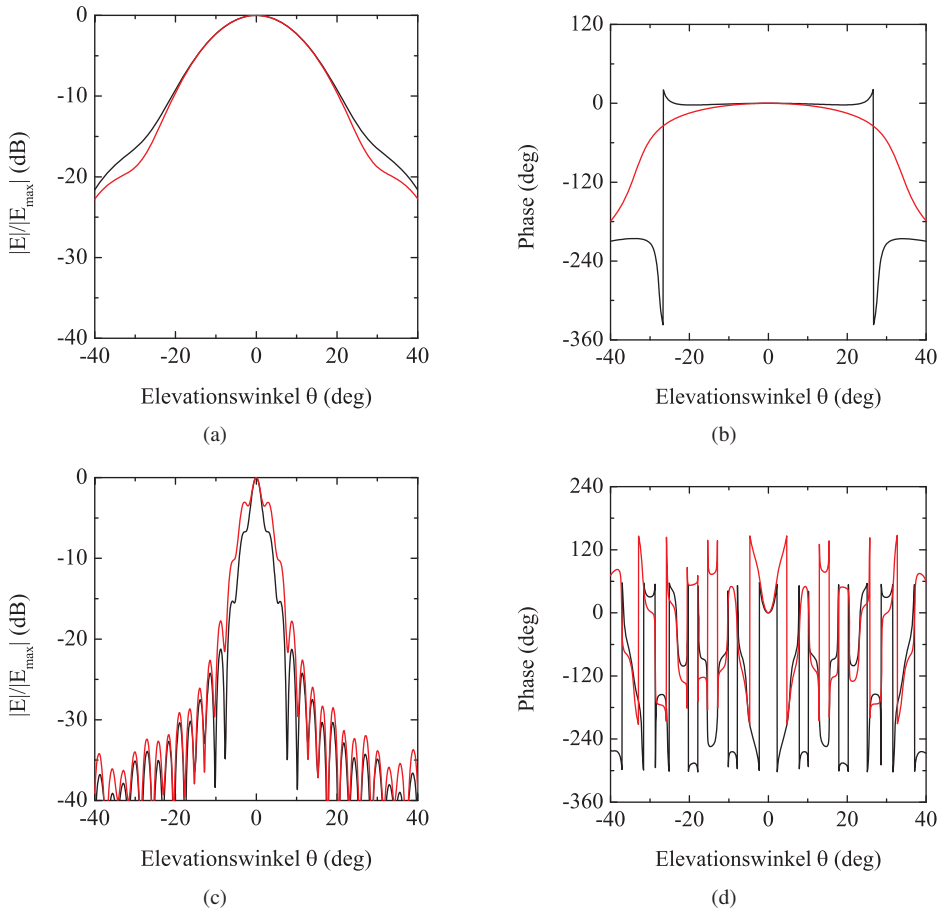 0
-10
-20
-30
-40
-40 -20 0 20 40
|E|/|E_max| (dB)
Elevationswinkel θ (deg)
(a)
120
0
-120
-240
-360
-40 -20 0 20 40
Phase (deg)
Elevationswinkel θ (deg)
(b)
0
-10
-20
-30
-40
-40 -20 0 20 40
|E|/|E_max| (dB)
Elevationswinkel θ (deg)
(c)
240
120
0
-120
-240
-360
-40 -20 0 20 40
Phase (deg)
Elevationswinkel θ (deg)
(d)